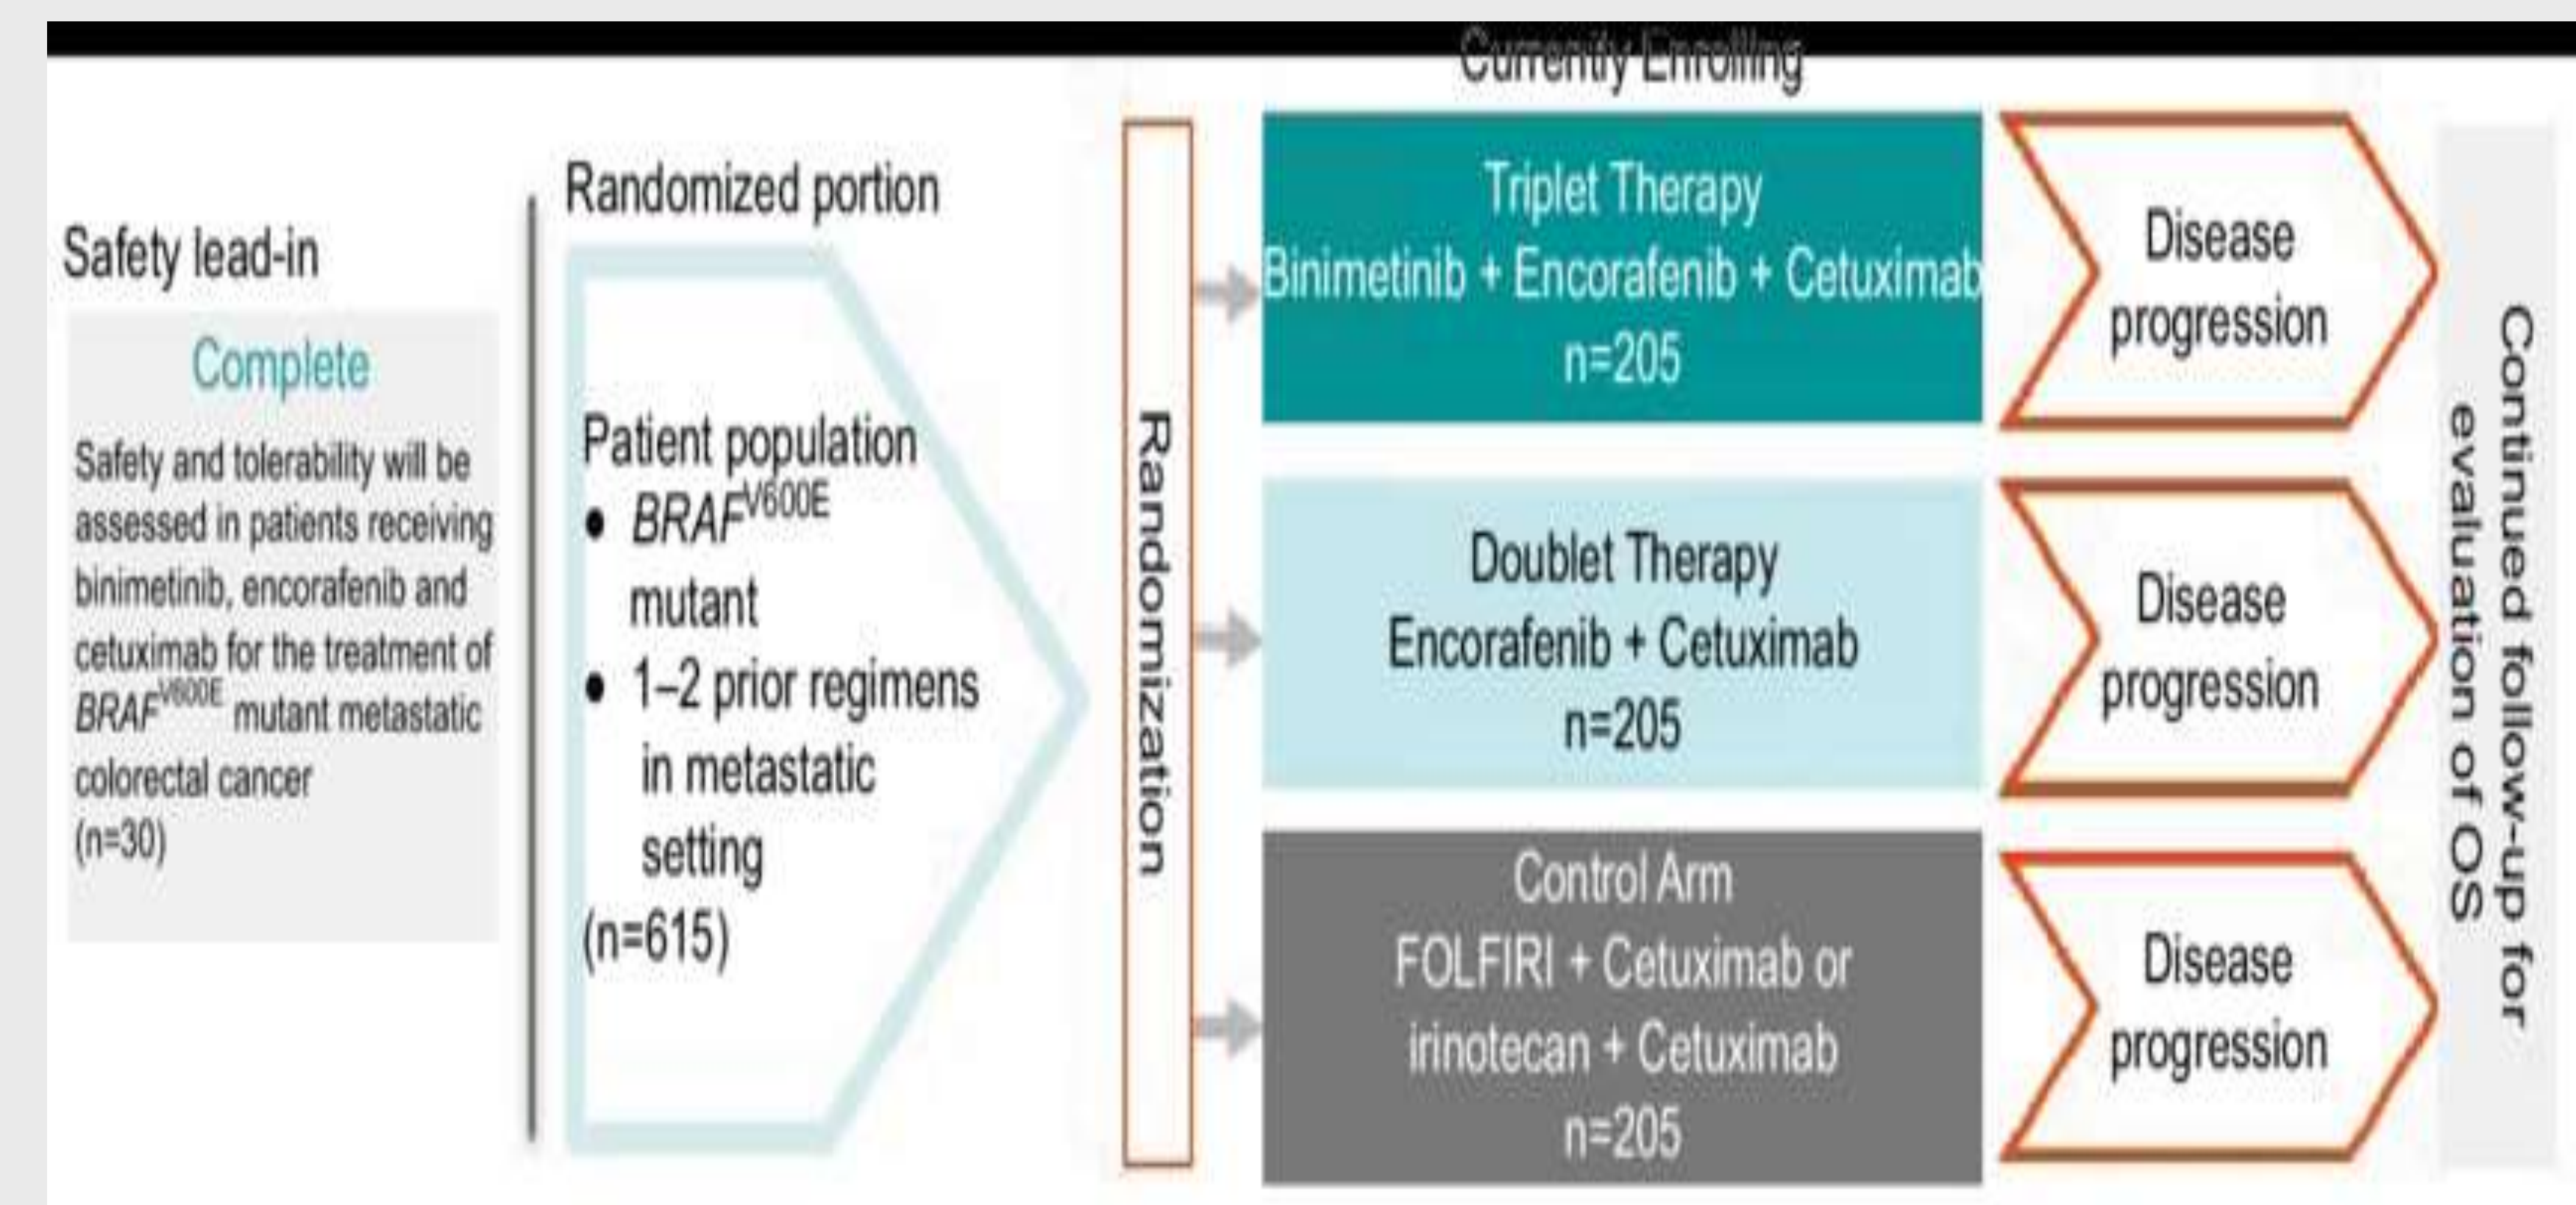 Currently Enrolling
Safety lead-in
Complete
Safety and tolerability will be
assessed in patients receiving
binimetinib, encorafenib and
cetuximab for the treatment of
BRAFV600E mutant metastatic
colorectal cancer
(n=30)
Randomized portion
Patient population
• BRAFV600E
mutant
• 1–2 prior regimens
in metastatic
setting
(n=615)
Randomization
Triplet Therapy
Binimetinib + Encorafenib + Cetuximab
n=205
Doublet Therapy
Encorafenib + Cetuximab
n=205
Control Arm
FOLFIRI + Cetuximab or
irinotecan + Cetuximab
n=205
Disease
progression
Disease
progression
Disease
progression
Continued follow-up for
evaluation of OS